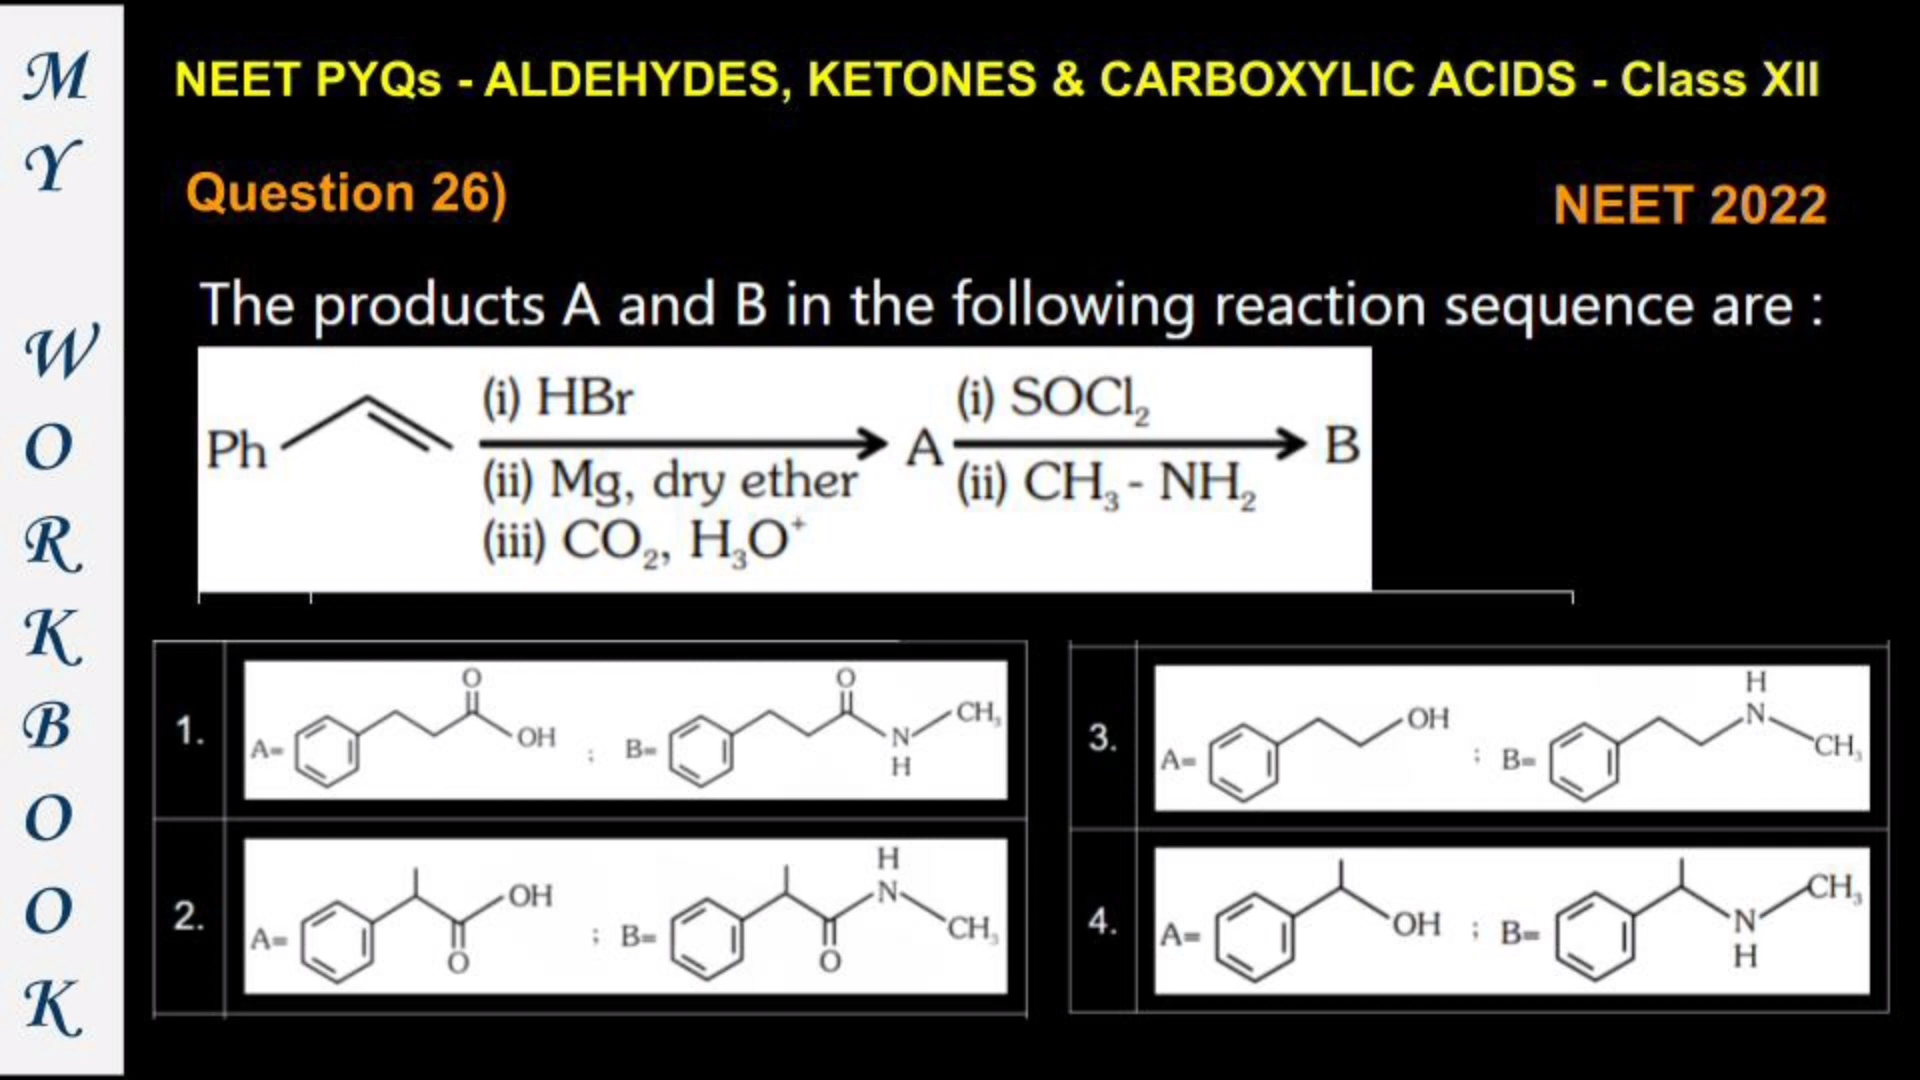 MY WORKBOOK
NEET PYQs - ALDEHYDES, KETONES & CARBOXYLIC ACIDS - Class XII
Question 26)
NEET 2022
The products A and B in the following reaction sequence are :
(i) HBr (i) SOCl₂
Ph A B
(ii) Mg, dry ether (ii) CH₃ - NH₂
(iii) CO₂, H₃O⁺
1.
A=
O
OH
;
B=
O
N
H
CH₃
2.
A=
OH
O
;
B=
H
N
CH₃
O
3.
A=
OH
;
B=
H
N
CH₃
4.
A=
OH
;
B=
N
H
CH₃